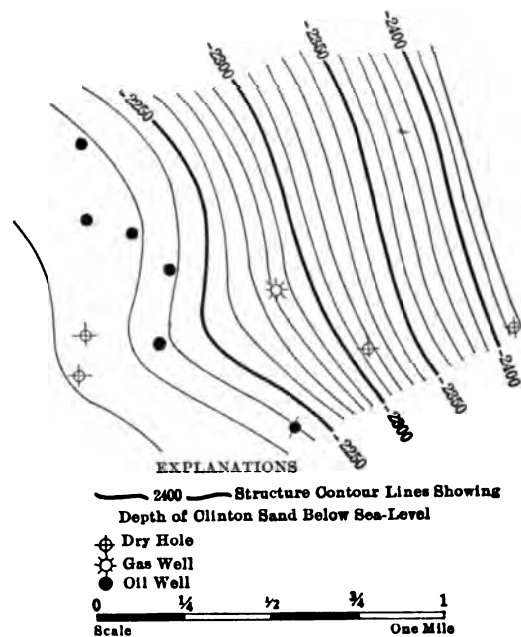 -2250
-2300
-2350
-2400
-2400
-2350
-2300
-2250
EXPLANATIONS
2400 Structure Contour Lines Showing
Depth of Clinton Sand Below Sea-Level
Dry Hole
Gas Well
Oil Well
0 1/4 1/2 3/4 1
Scale One Mile